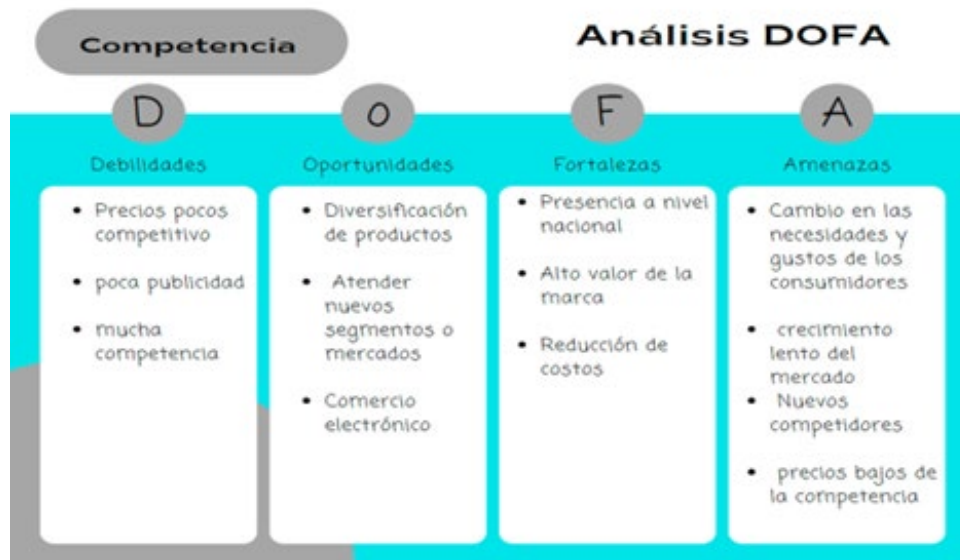 Competencia
Análisis DOFA
D
Debilidades
• Precios pocos
competitivo
• poca publicidad
• mucha
competencia
O
Oportunidades
• Diversificación
de productos
• Atender
nuevos
segmentos o
mercados
• Comercio
electrónico
F
Fortalezas
• Presencia a nivel
nacional
• Alto valor de la
marca
• Reducción de
costos
A
Amenazas
• Cambio en las
necesidades y
gustos de los
consumidores
• crecimiento
lento del
mercado
• Nuevos
competidores
• precios bajos de
la competencia